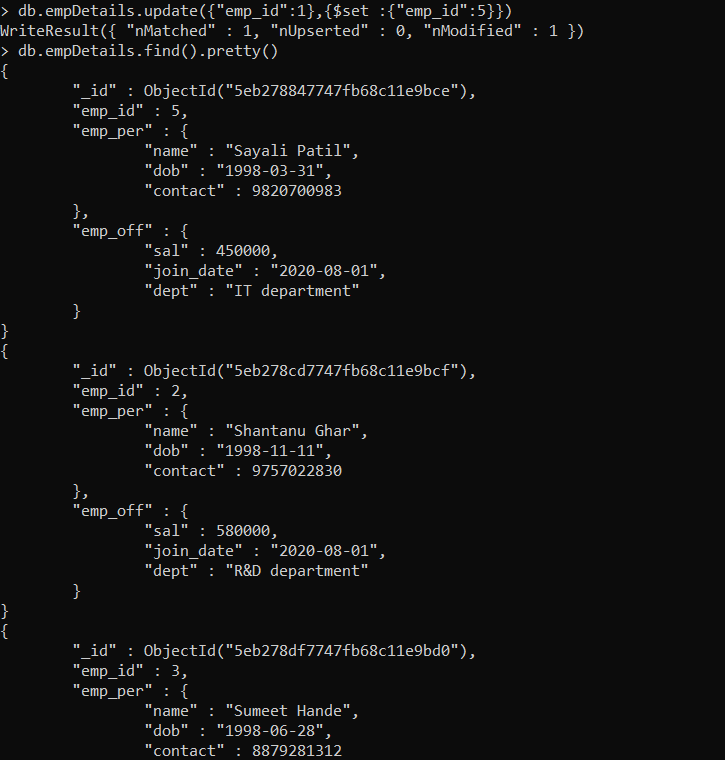 > db.empDetails.update({"emp_id":1},{$set :{"emp_id":5}})
WriteResult({ "nMatched" : 1, "nUpserted" : 0, "nModified" : 1 })
> db.empDetails.find().pretty()
{
        "_id" : ObjectId("5eb278847747fb68c11e9bce"),
        "emp_id" : 5,
        "emp_per" : {
                "name" : "Sayali Patil",
                "dob" : "1998-03-31",
                "contact" : 9820700983
        },
        "emp_off" : {
                "sal" : 450000,
                "join_date" : "2020-08-01",
                "dept" : "IT department"
        }
}
{
        "_id" : ObjectId("5eb278cd7747fb68c11e9bcf"),
        "emp_id" : 2,
        "emp_per" : {
                "name" : "Shantanu Ghar",
                "dob" : "1998-11-11",
                "contact" : 9757022830
        },
        "emp_off" : {
                "sal" : 580000,
                "join_date" : "2020-08-01",
                "dept" : "R&D department"
        }
}
{
        "_id" : ObjectId("5eb278df7747fb68c11e9bd0"),
        "emp_id" : 3,
        "emp_per" : {
                "name" : "Sumeet Hande",
                "dob" : "1998-06-28",
                "contact" : 8879281312